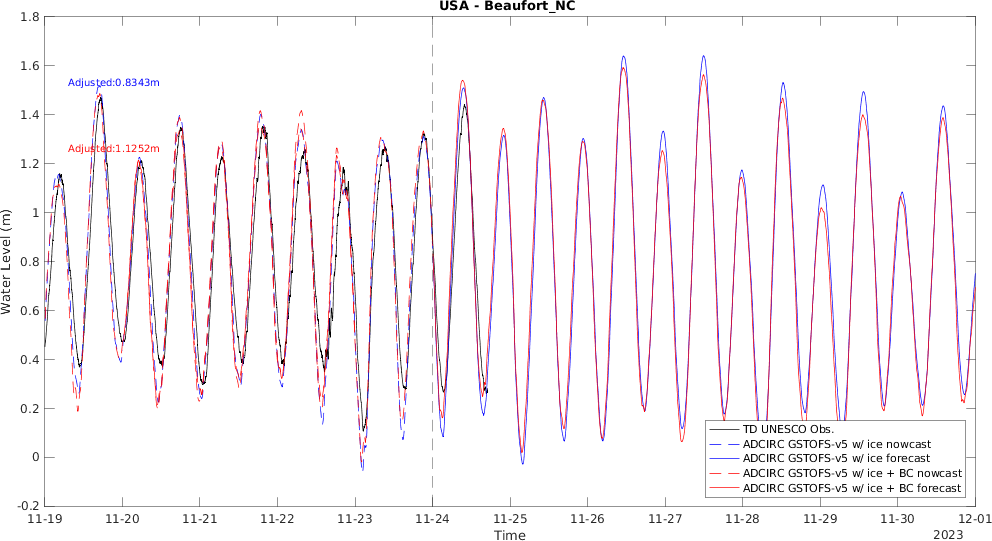 USA - Beaufort_NC
1.8
1.6
1.4
1.2
1
0.8
0.6
0.4
0.2
0
-0.2
Water Level (m)
Adjusted:0.8343m
Adjusted:1.1252m
TD UNESCO Obs.
ADCIRC GSTOFS-v5 w/ ice nowcast
ADCIRC GSTOFS-v5 w/ ice forecast
ADCIRC GSTOFS-v5 w/ ice + BC nowcast
ADCIRC GSTOFS-v5 w/ ice + BC forecast
11-19 11-20 11-21 11-22 11-23 11-24 11-25 11-26 11-27 11-28 11-29 11-30 12-01
Time
2023